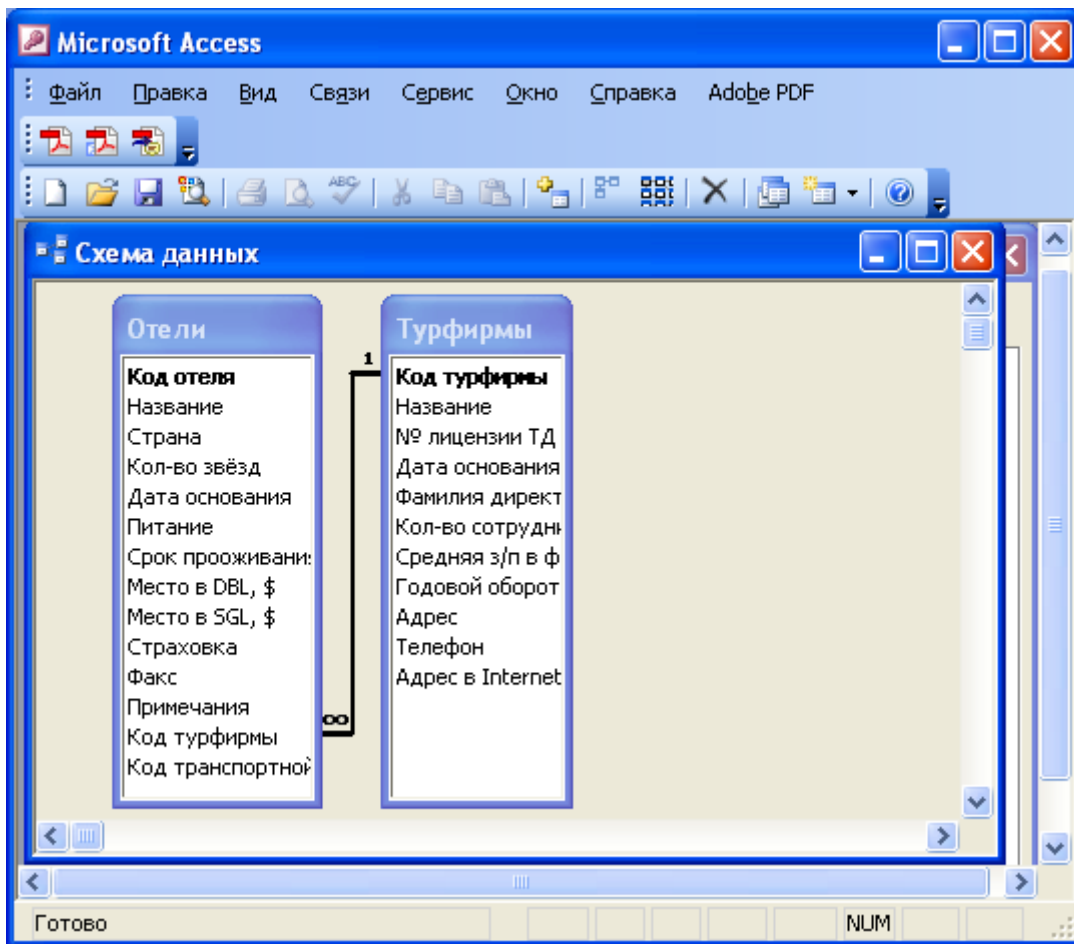 Microsoft Access
Файл Правка Вид Связи Сервис Окно Справка Adobe PDF
ABC
Схема данных
Отели
Код отеля
Название
Страна
Кол-во звёзд
Дата основания
Питание
Срок прооживани
Место в DBL, $
Место в SGL, $
Страховка
Факс
Примечания
Код турфирмы
Код транспортной
1
∞
Турфирмы
Код турфирмы
Название
№ лицензии ТД
Дата основания
Фамилия директ
Кол-во сотрудн
Средняя з/п в ф
Годовой оборот
Адрес
Телефон
Адрес в Internet
Готово NUM